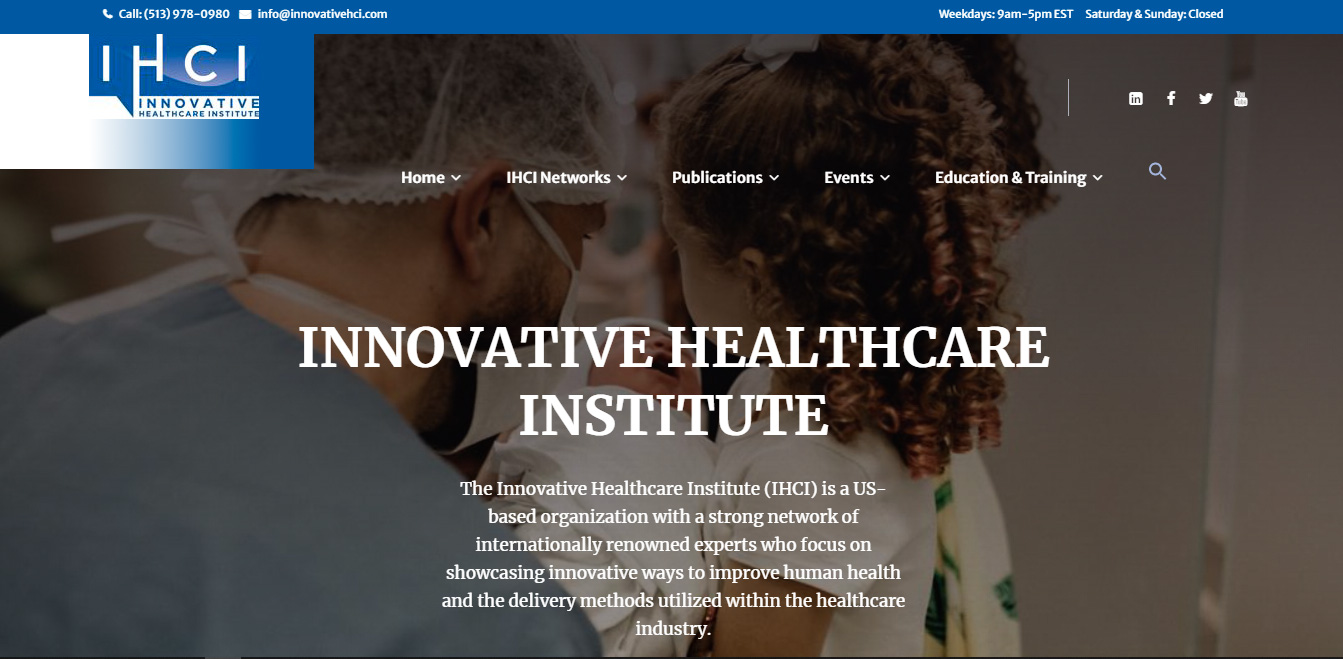 Call: (513) 978-0980 info@innovativehci.com Weekdays: 9am-5pm EST Saturday & Sunday: Closed
IHCI
INNOVATIVE
HEALTHCARE INSTITUTE
Home IHCI Networks Publications Events Education & Training
INNOVATIVE HEALTHCARE
INSTITUTE
The Innovative Healthcare Institute (IHCI) is a US-
based organization with a strong network of
internationally renowned experts who focus on
showcasing innovative ways to improve human health
and the delivery methods utilized within the healthcare
industry.